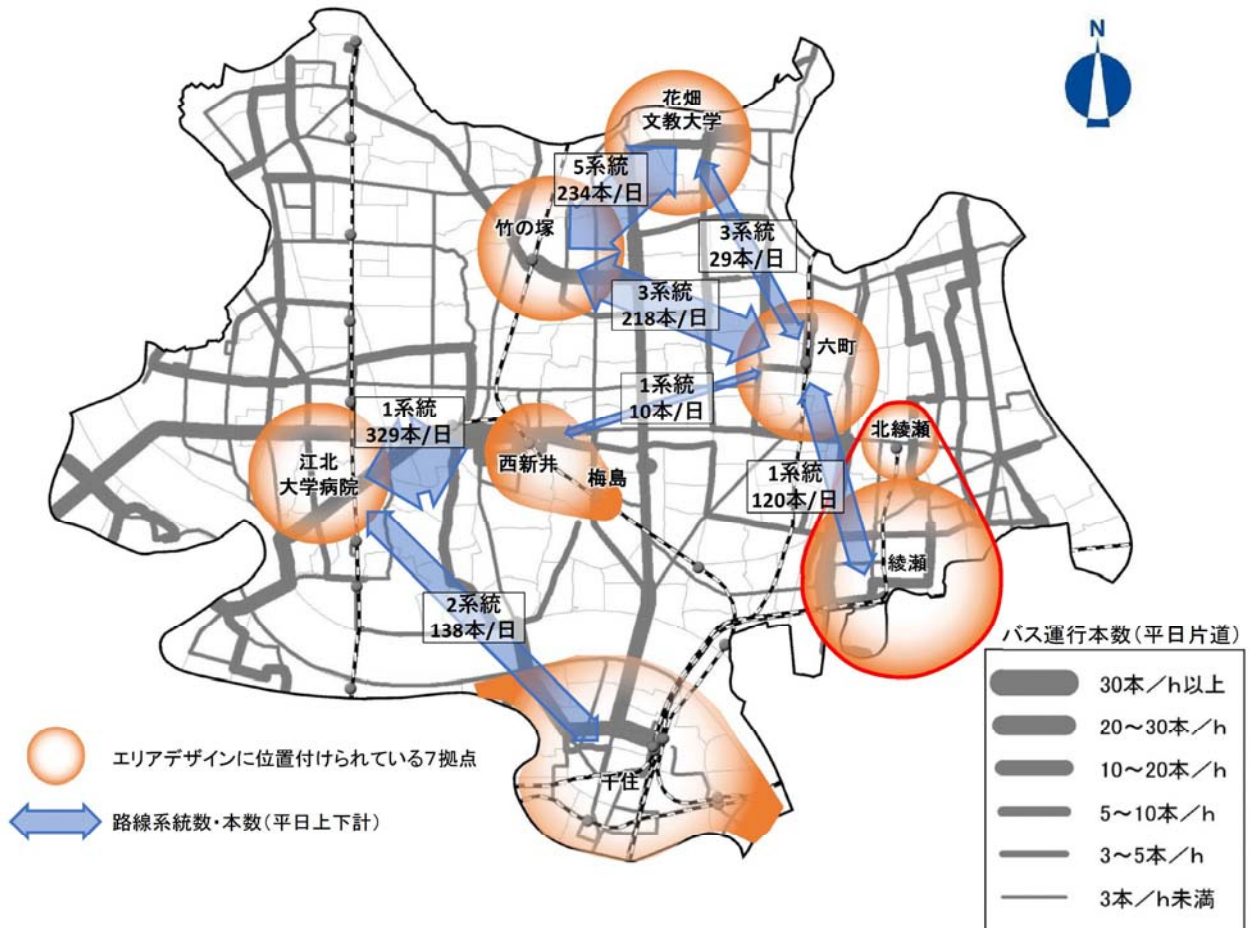 N
花畑
文教大学
5系統
234本/日
竹の塚
3系統
29本/日
3系統
218本/日
六町
1系統
10本/日
1系統
329本/日
北綾瀬
江北
大学病院
西新井
梅島
1系統
120本/日
綾瀬
2系統
138本/日
千住
エリアデザインに位置付けられている7拠点
路線系統数・本数(平日上下計)
バス運行本数(平日片道)
30本/h以上
20~30本/h
10~20本/h
5~10本/h
3~5本/h
3本/h未満